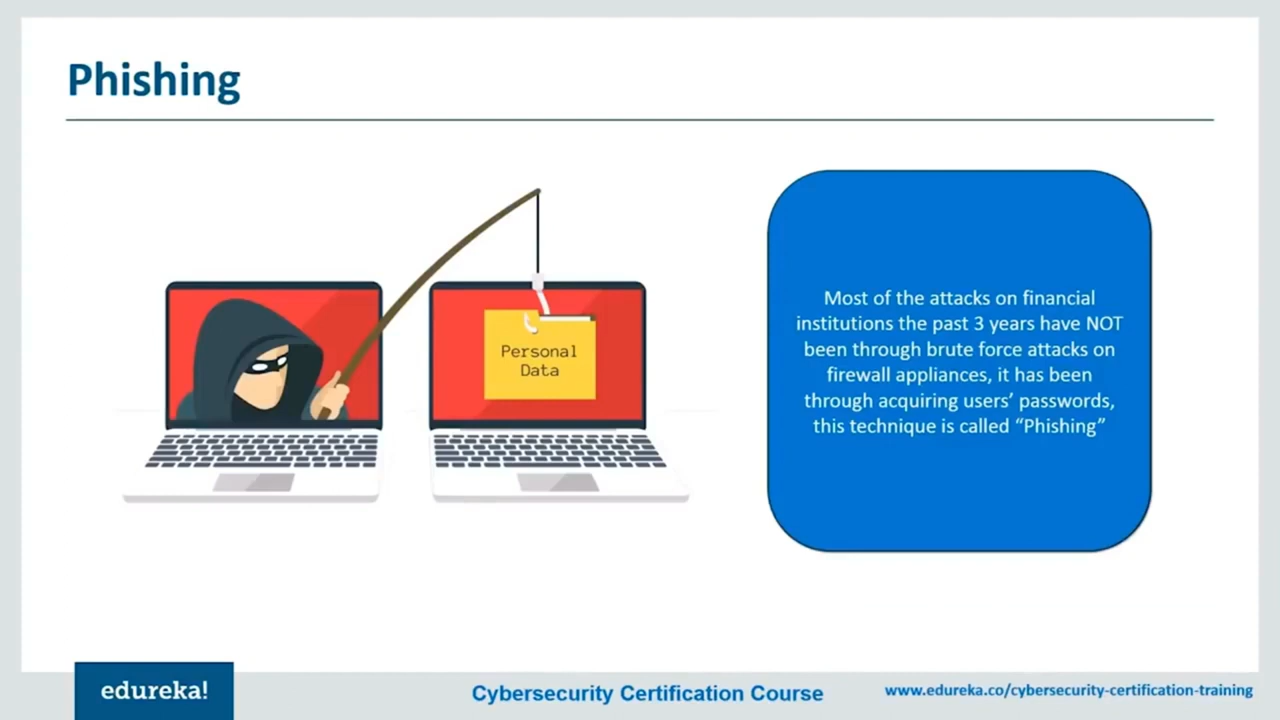 Phishing
Personal
Data
Most of the attacks on financial
institutions the past 3 years have NOT
been through brute force attacks on
firewall appliances, it has been
through acquiring users’ passwords,
this technique is called “Phishing”
edureka!
Cybersecurity Certification Course
www.edureka.co/cybersecurity-certification-training